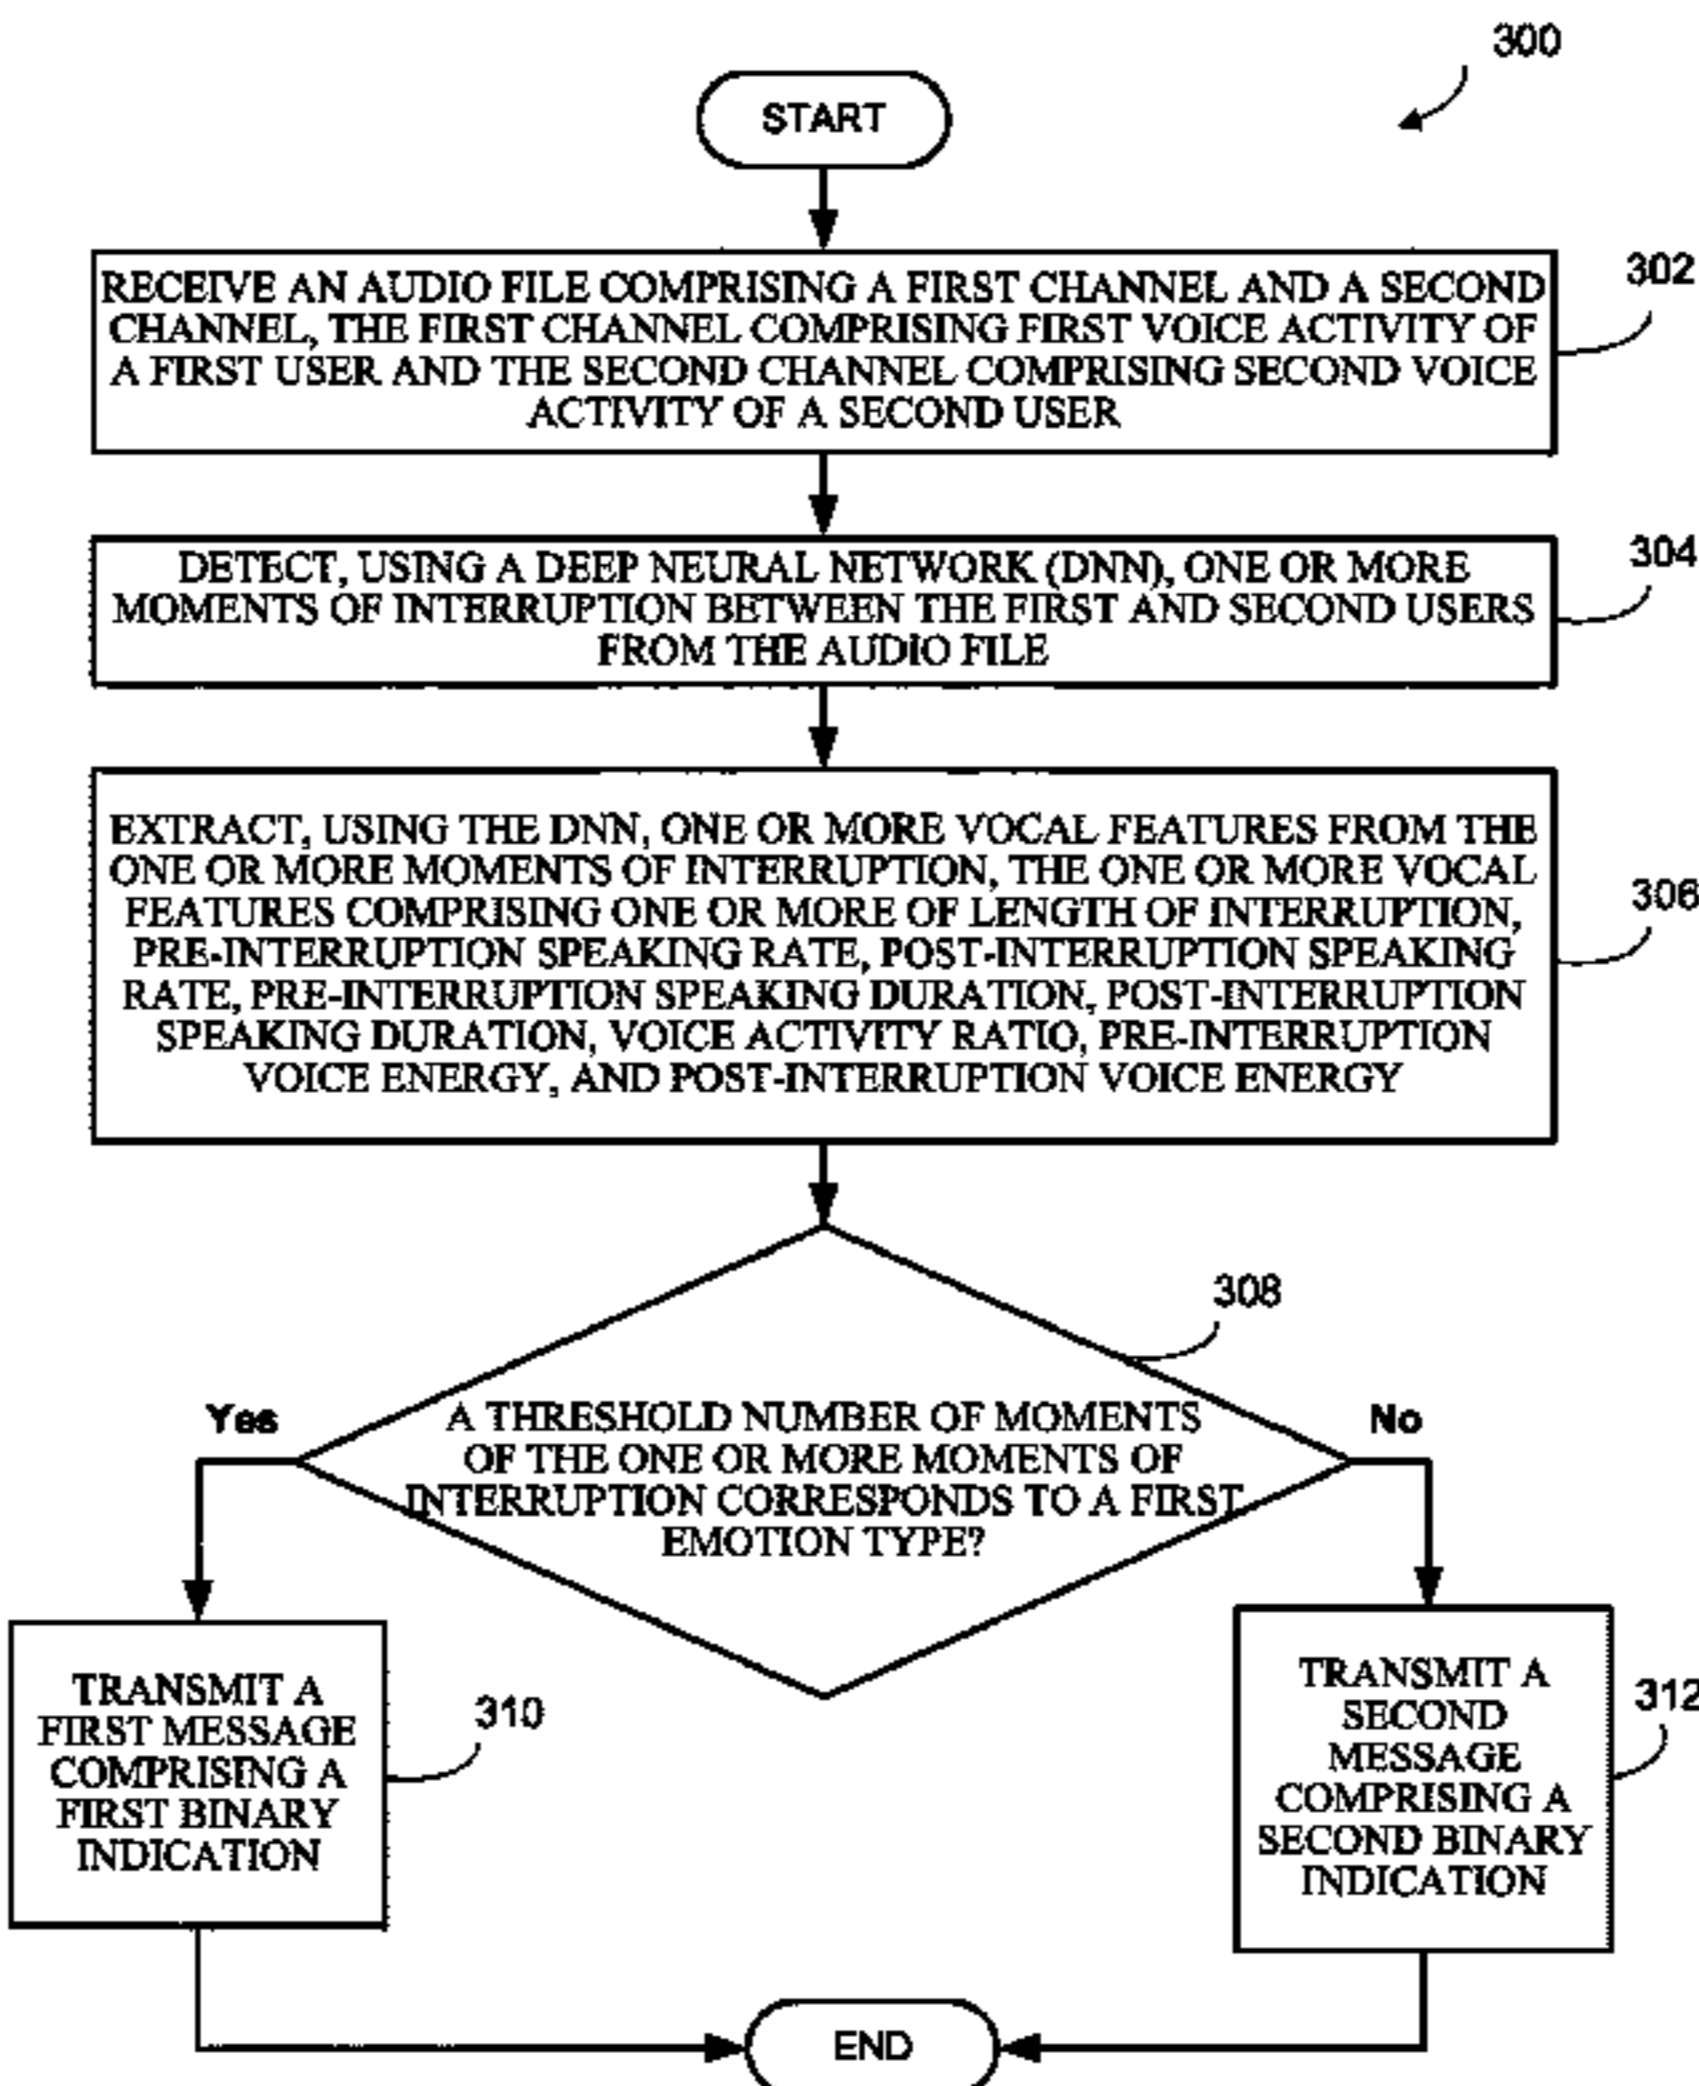 300
START
RECEIVE AN AUDIO FILE COMPRISING A FIRST CHANNEL AND A SECOND
CHANNEL, THE FIRST CHANNEL COMPRISING FIRST VOICE ACTIVITY OF
A FIRST USER AND THE SECOND CHANNEL COMPRISING SECOND VOICE
ACTIVITY OF A SECOND USER
302
DETECT, USING A DEEP NEURAL NETWORK (DNN), ONE OR MORE
MOMENTS OF INTERRUPTION BETWEEN THE FIRST AND SECOND USERS
FROM THE AUDIO FILE
304
EXTRACT, USING THE DNN, ONE OR MORE VOCAL FEATURES FROM THE
ONE OR MORE MOMENTS OF INTERRUPTION, THE ONE OR MORE VOCAL
FEATURES COMPRISING ONE OR MORE OF LENGTH OF INTERRUPTION,
PRE-INTERRUPTION SPEAKING RATE, POST-INTERRUPTION SPEAKING
RATE, PRE-INTERRUPTION SPEAKING DURATION, POST-INTERRUPTION
SPEAKING DURATION, VOICE ACTIVITY RATIO, PRE-INTERRUPTION
VOICE ENERGY, AND POST-INTERRUPTION VOICE ENERGY
306
308
A THRESHOLD NUMBER OF MOMENTS
OF THE ONE OR MORE MOMENTS OF
INTERRUPTION CORRESPONDS TO A FIRST
EMOTION TYPE?
Yes
No
TRANSMIT A
FIRST MESSAGE
COMPRISING A
FIRST BINARY
INDICATION
310
TRANSMIT A
SECOND
MESSAGE
COMPRISING A
SECOND BINARY
INDICATION
312
END